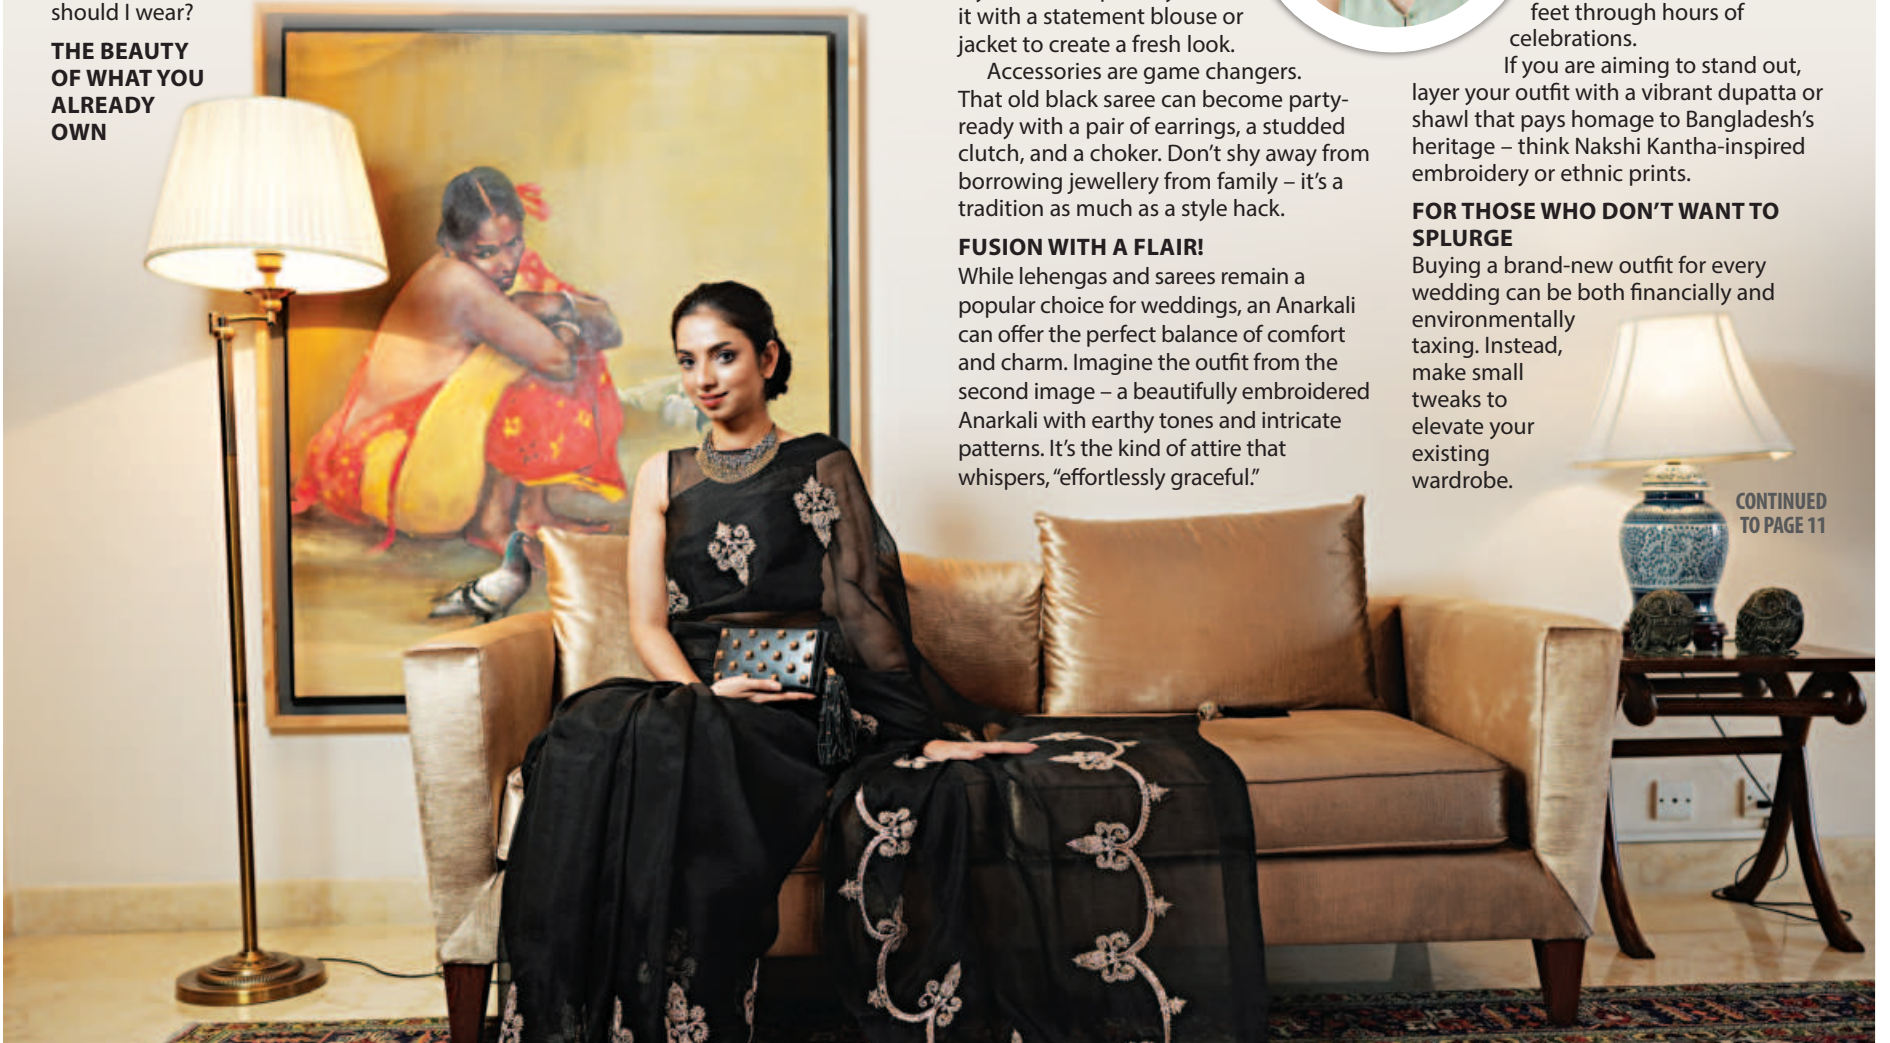 should I wear?
THE BEAUTY
OF WHAT YOU
ALREADY
OWN
it with a statement blouse or
jacket to create a fresh look.
Accessories are game changers.
That old black saree can become party-
ready with a pair of earrings, a studded
clutch, and a choker. Don’t shy away from
borrowing jewellery from family – it’s a
tradition as much as a style hack.
FUSION WITH A FLAIR!
While lehengas and sarees remain a
popular choice for weddings, an Anarkali
can offer the perfect balance of comfort
and charm. Imagine the outfit from the
second image – a beautifully embroidered
Anarkali with earthy tones and intricate
patterns. It’s the kind of attire that
whispers, “effortlessly graceful.”
feet through hours of
celebrations.
If you are aiming to stand out,
layer your outfit with a vibrant dupatta or
shawl that pays homage to Bangladesh’s
heritage – think Nakshi Kantha-inspired
embroidery or ethnic prints.
FOR THOSE WHO DON’T WANT TO
SPLURGE
Buying a brand-new outfit for every
wedding can be both financially and
environmentally
taxing. Instead,
make small
tweaks to
elevate your
existing
wardrobe.
CONTINUED
TO PAGE 11